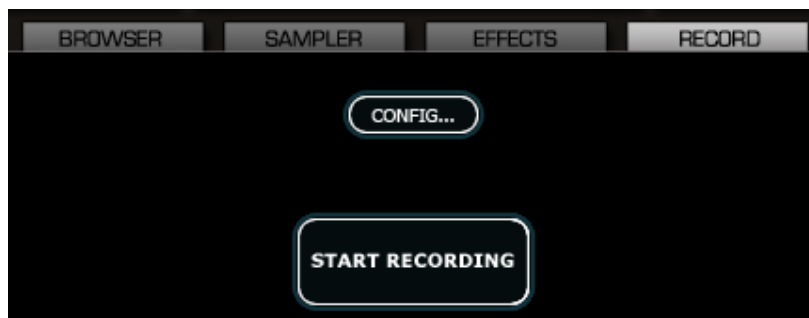 BROWSER SAMPLER EFFECTS RECORD
CONFIG...
START RECORDING